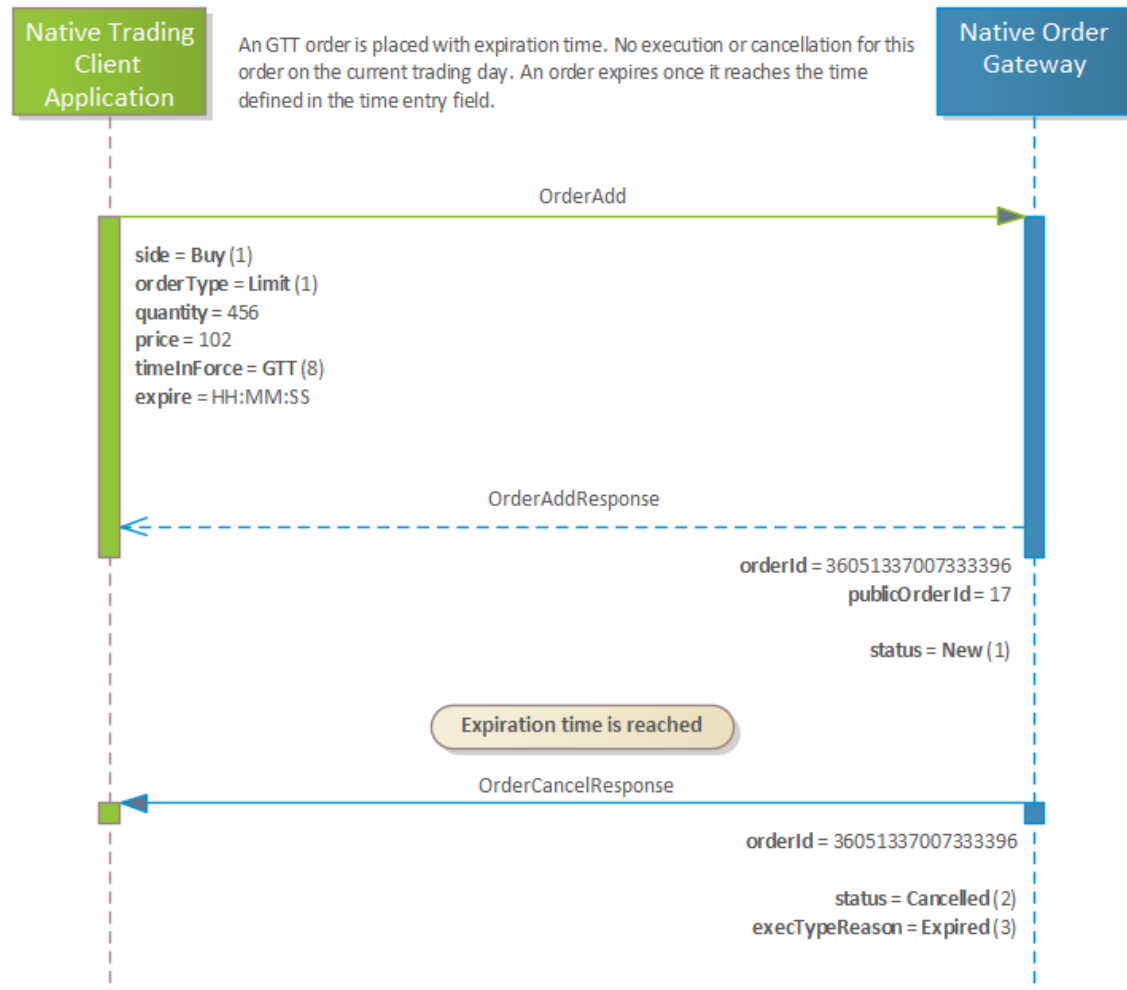 Native Trading
Client
Application
An GTT order is placed with expiration time. No execution or cancellation for this
order on the current trading day. An order expires once it reaches the time
defined in the time entry field.
Native Order
Gateway
OrderAdd
side = Buy (1)
orderType = Limit (1)
quantity = 456
price = 102
timeInForce = GTT (8)
expire = HH:MM:SS
OrderAddResponse
orderId = 36051337007333396
publicOrderId = 17
status = New (1)
Expiration time is reached
OrderCancelResponse
orderId = 36051337007333396
status = Cancelled (2)
execTypeReason = Expired (3)